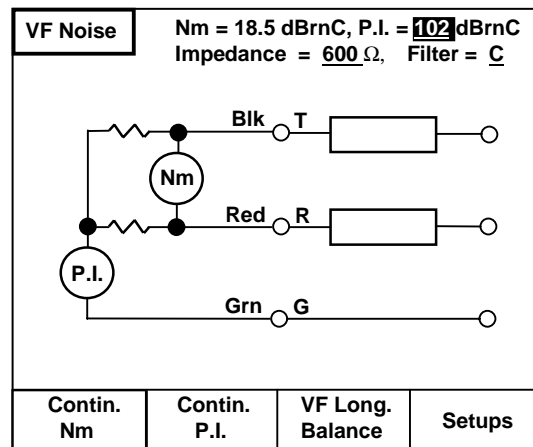 VF Noise
Nm = 18.5 dBrnC, P.I. = 102 dBrnC
Impedance = 600 Ω, Filter = C
Blk T
Nm
Red R
P.I.
Grn G
Contin. Nm
Contin. P.I.
VF Long. Balance
Setups